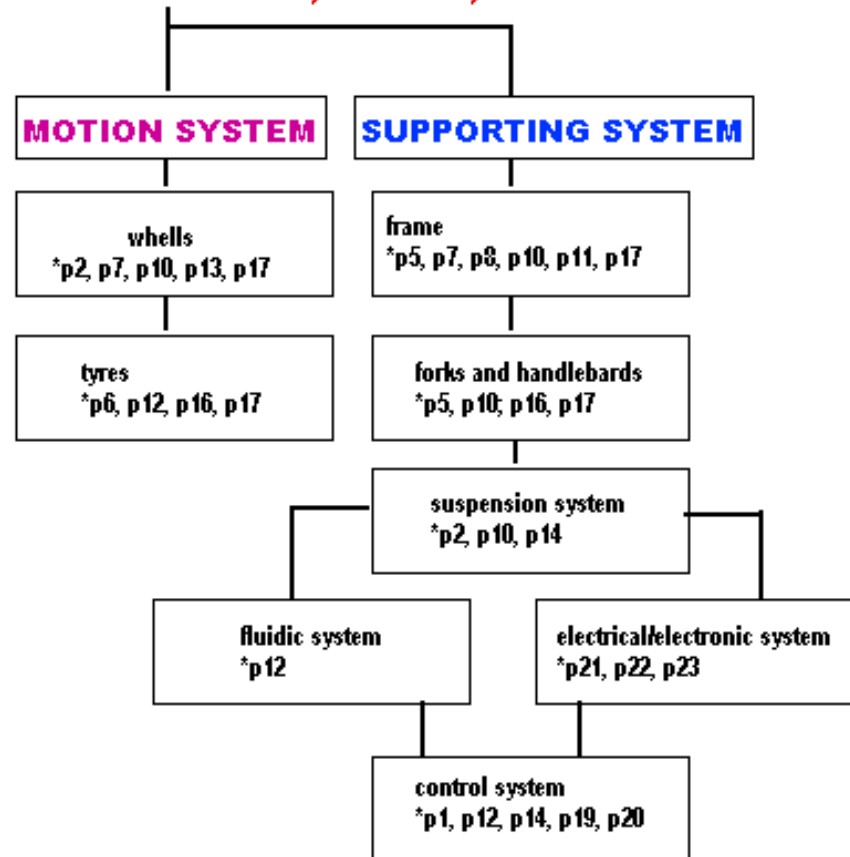 MOTION SYSTEM
SUPPORTING SYSTEM
whells
*p2, p7, p10, p13, p17
frame
*p5, p7, p8, p10, p11, p17
tyres
*p6, p12, p16, p17
forks and handlebards
*p5, p10; p16, p17
suspension system
*p2, p10, p14
fluidic system
*p12
electrical/electronic system
*p21, p22, p23
control system
*p1, p12, p14, p19, p20